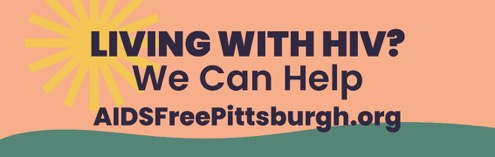 LIVING WITH HIV?
We Can Help
AIDSFreePittsburgh.org